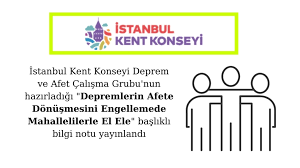 İSTANBUL
KENT KONSEYİ
İstanbul Kent Konseyi Deprem
ve Afet Çalışma Grubu'nun
hazırladığı "Depremlerin Afete
Dönüşmesini Engellemede
Mahallelilerle El Ele" başlıklı
bilgi notu yayınlandı